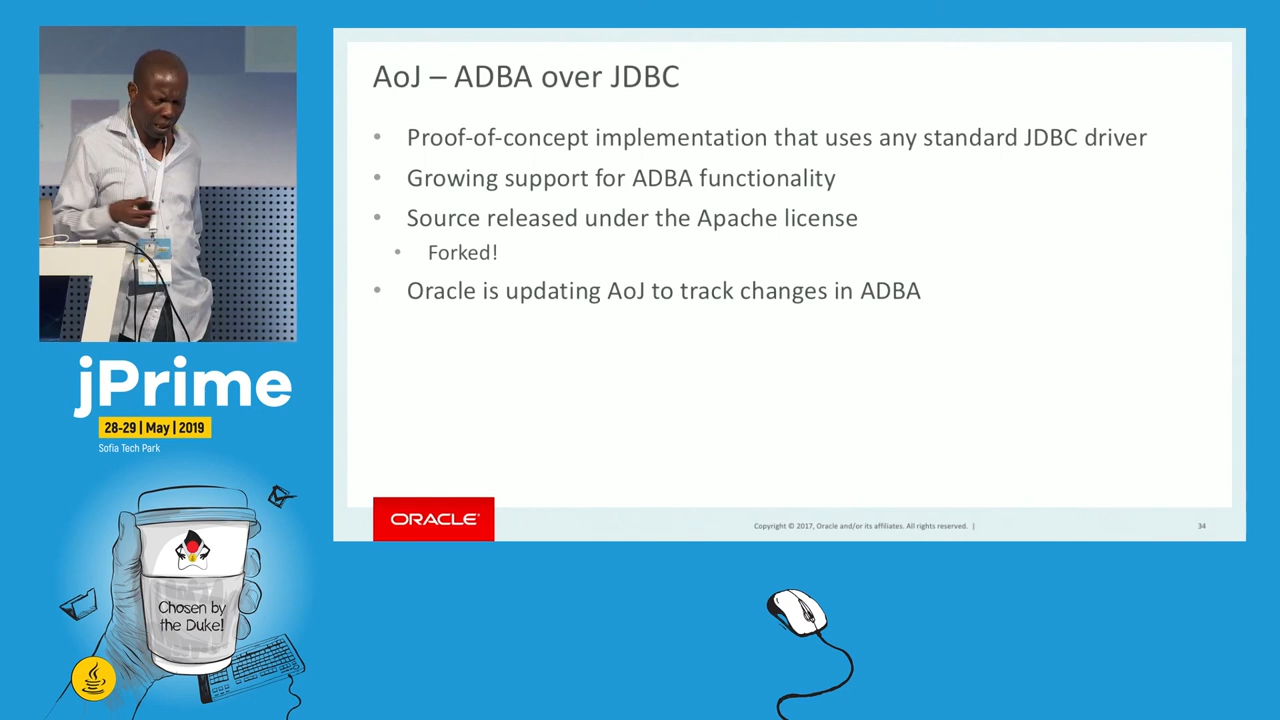 AoJ – ADBA over JDBC
• Proof-of-concept implementation that uses any standard JDBC driver
• Growing support for ADBA functionality
• Source released under the Apache license
• Forked!
• Oracle is updating AoJ to track changes in ADBA
ORACLE
Copyright © 2017, Oracle and/or its affiliates. All rights reserved. |
34
jPrime
28-29 | May | 2019
Sofia Tech Park
Chosen by
the Duke!